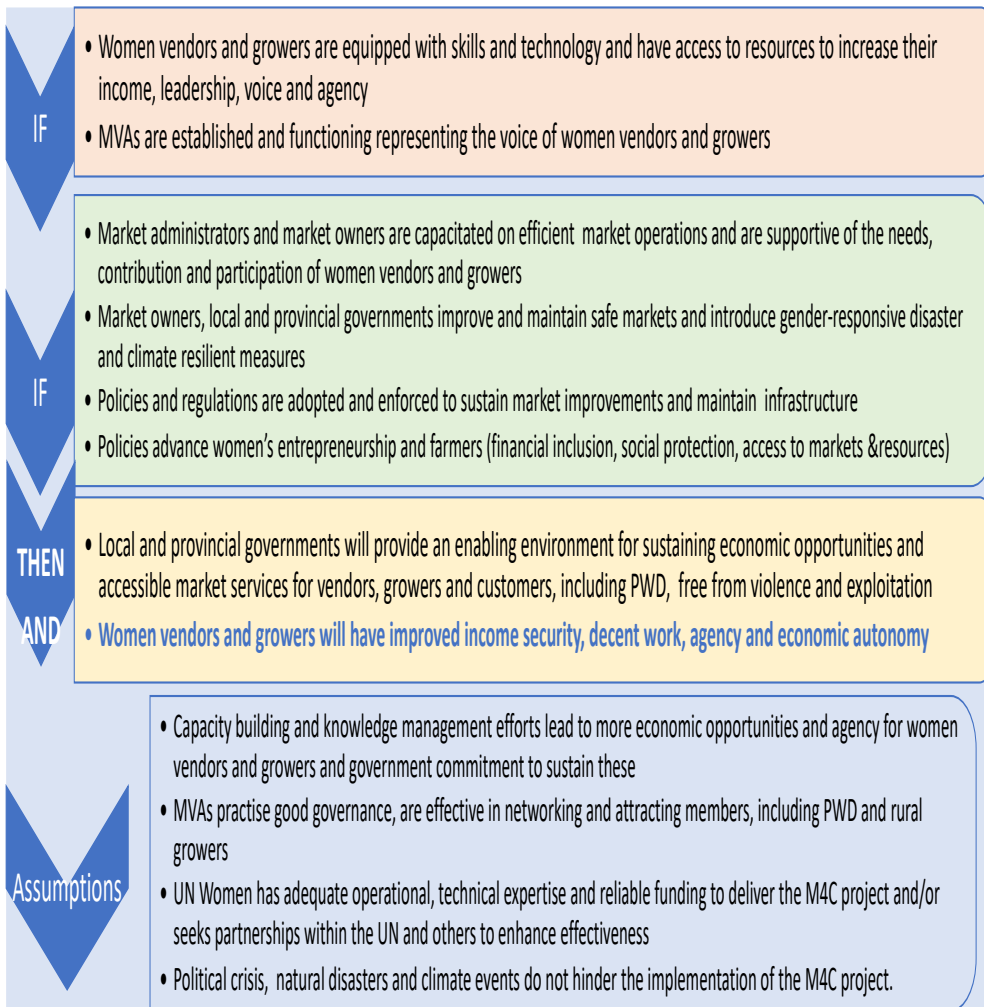 IF
• Women vendors and growers are equipped with skills and technology and have access to resources to increase their
income, leadership, voice and agency
• MVAs are established and functioning representing the voice of women vendors and growers
IF
• Market administrators and market owners are capacitated on efficient market operations and are supportive of the needs,
contribution and participation of women vendors and growers
• Market owners, local and provincial governments improve and maintain safe markets and introduce gender-responsive disaster
and climate resilient measures
• Policies and regulations are adopted and enforced to sustain market improvements and maintain infrastructure
• Policies advance women's entrepreneurship and farmers (financial inclusion, social protection, access to markets &resources)
THEN
AND
• Local and provincial governments will provide an enabling environment for sustaining economic opportunities and
accessible market services for vendors, growers and customers, including PWD, free from violence and exploitation
• Women vendors and growers will have improved income security, decent work, agency and economic autonomy
Assumptions
• Capacity building and knowledge management efforts lead to more economic opportunities and agency for women
vendors and growers and government commitment to sustain these
• MVAs practise good governance, are effective in networking and attracting members, including PWD and rural
growers
• UN Women has adequate operational, technical expertise and reliable funding to deliver the M4C project and/or
seeks partnerships within the UN and others to enhance effectiveness
• Political crisis, natural disasters and climate events do not hinder the implementation of the M4C project.